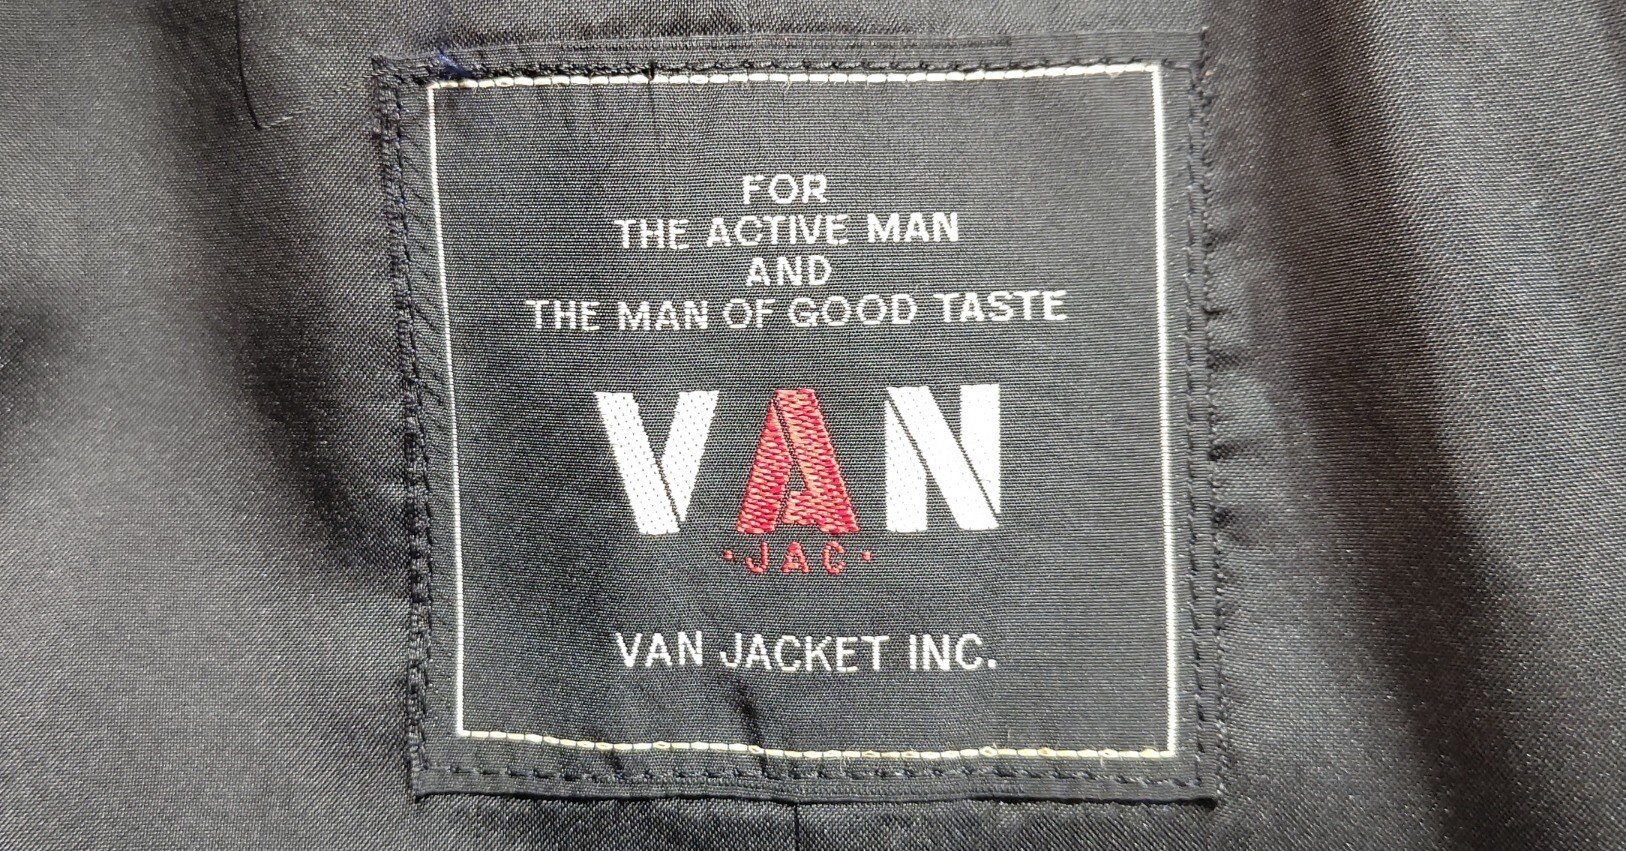 FOR
THE ACTIVE MAN
AND
THE MAN OF GOOD TASTE
VAN
·JAC·
VAN JACKET INC.